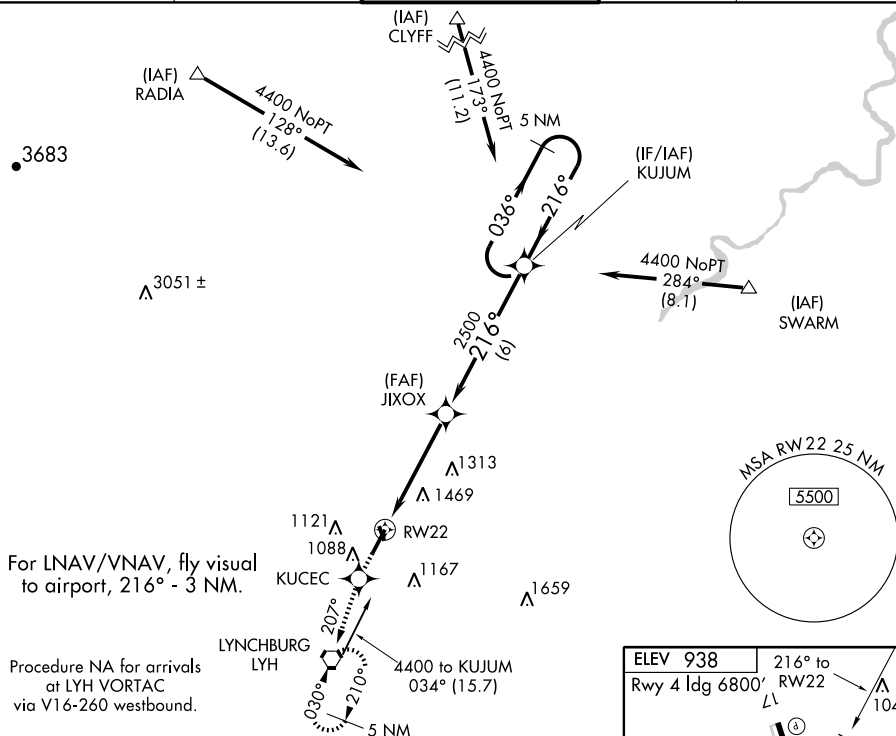 (IAF)
CLYFF
4400 NoPT
173°
(11.2)
(IAF)
RADIA
4400 NoPT
128°
(13.6)
5 NM
(IF/IAF)
KUJUM
3683
036°
216°
3051 ±
4400 NoPT
284°
(8.1)
(IAF)
SWARM
2500
216°
(6)
(FAF)
JIXOX
MSA RW22 25 NM
5500
1313
1469
1121
RW22
1088
For LNAV/VNAV, fly visual
to airport, 216° - 3 NM.
KUCEC
1167
1659
207°
LYNCHBURG
LYH
4400 to KUJUM
034° (15.7)
Procedure NA for arrivals
at LYH VORTAC
via V16-260 westbound.
030°
210°
5 NM
ELEV 938
Rwy 4 ldg 6800'
216° to
RW22
17
P